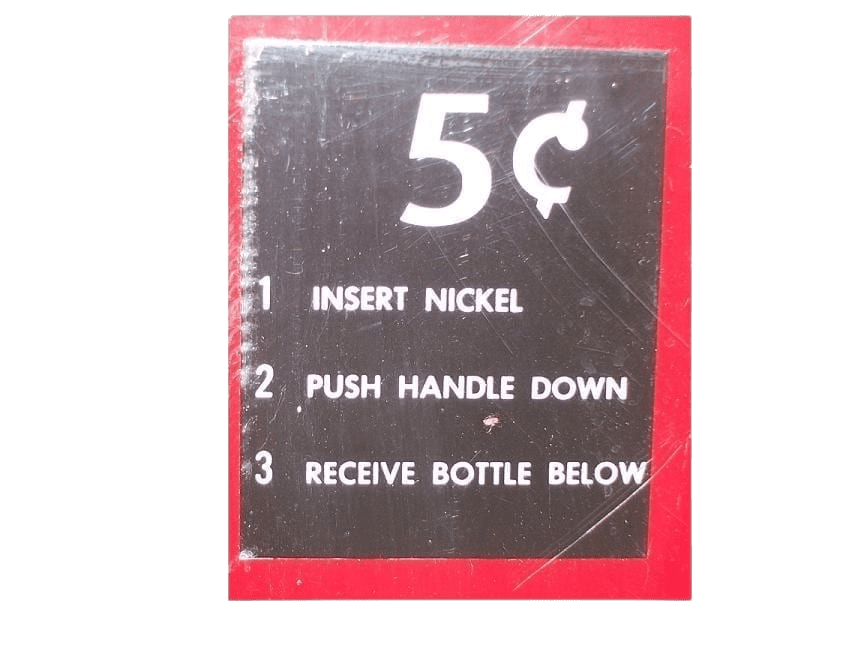 5¢
1 INSERT NICKEL
2 PUSH HANDLE DOWN
3 RECEIVE BOTTLE BELOW